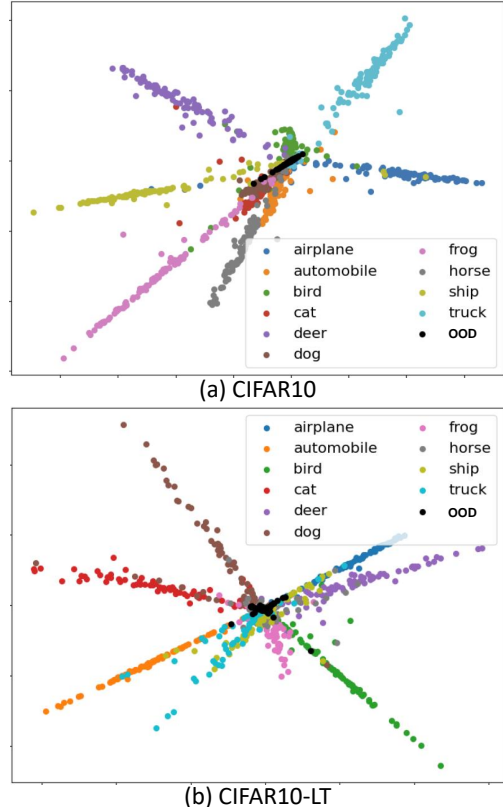 airplane
automobile
bird
cat
deer
dog
frog
horse
ship
truck
OOD
(a) CIFAR10
airplane
automobile
bird
cat
deer
dog
frog
horse
ship
truck
OOD
(b) CIFAR10-LT